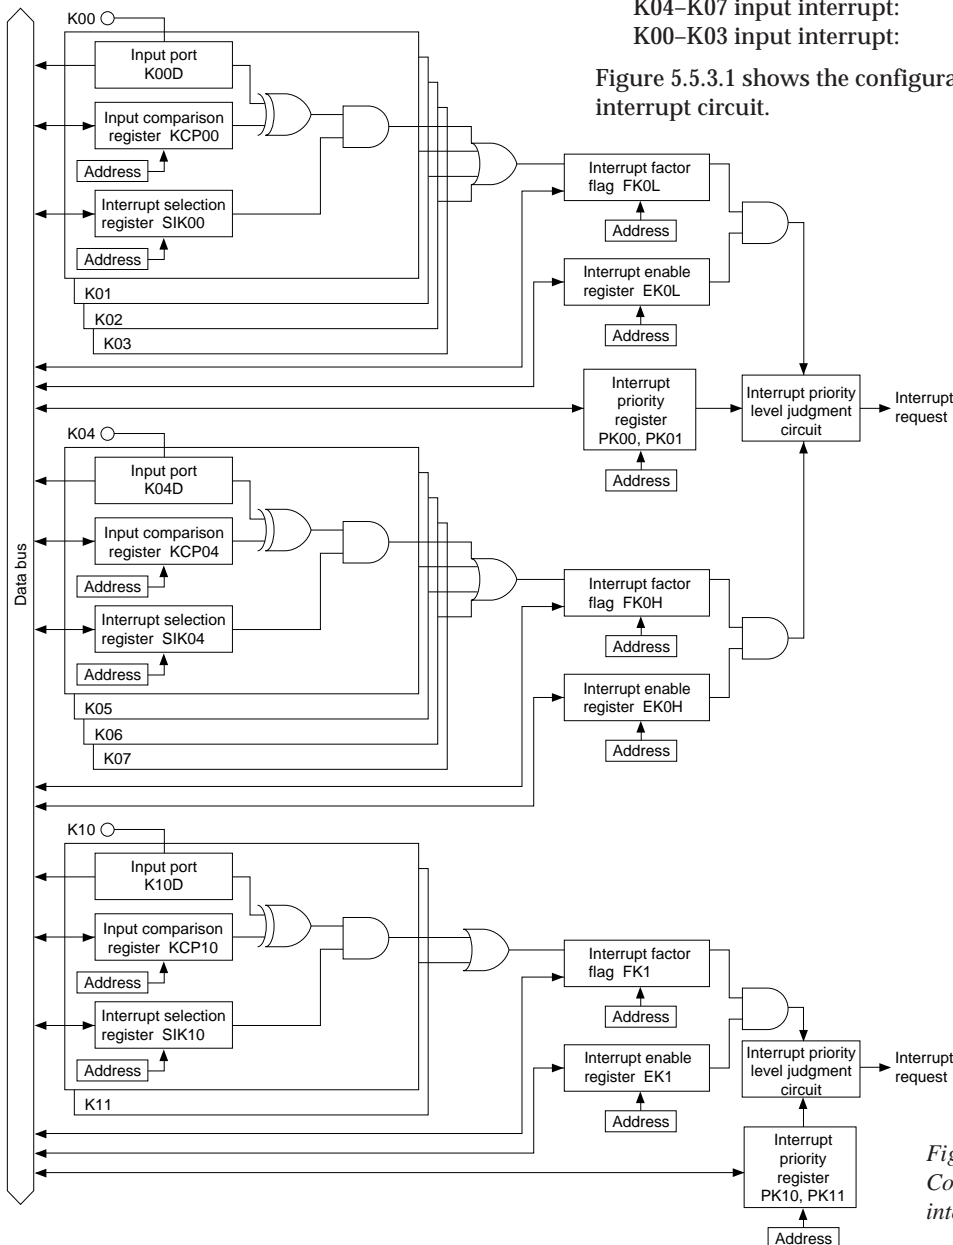 K04–K07 input interrupt:
K00–K03 input interrupt:
Figure 5.5.3.1 shows the configura
interrupt circuit.
Data bus
K00
Input port
K00D
Input comparison
register KCP00
Address
Interrupt selection
register SIK00
Address
K01
K02
K03
Interrupt factor
flag FK0L
Address
Interrupt enable
register EK0L
Address
Interrupt
priority
register
PK00, PK01
Address
Interrupt priority
level judgment
circuit
Interrupt
request
K04
Input port
K04D
Input comparison
register KCP04
Address
Interrupt selection
register SIK04
Address
K05
K06
K07
Interrupt factor
flag FK0H
Address
Interrupt enable
register EK0H
Address
K10
Input port
K10D
Input comparison
register KCP10
Address
Interrupt selection
register SIK10
Address
K11
Interrupt factor
flag FK1
Address
Interrupt enable
register EK1
Address
Interrupt priority
level judgment
circuit
Interrupt
request
Interrupt
priority
register
PK10, PK11
Address
Fig
Co
inte